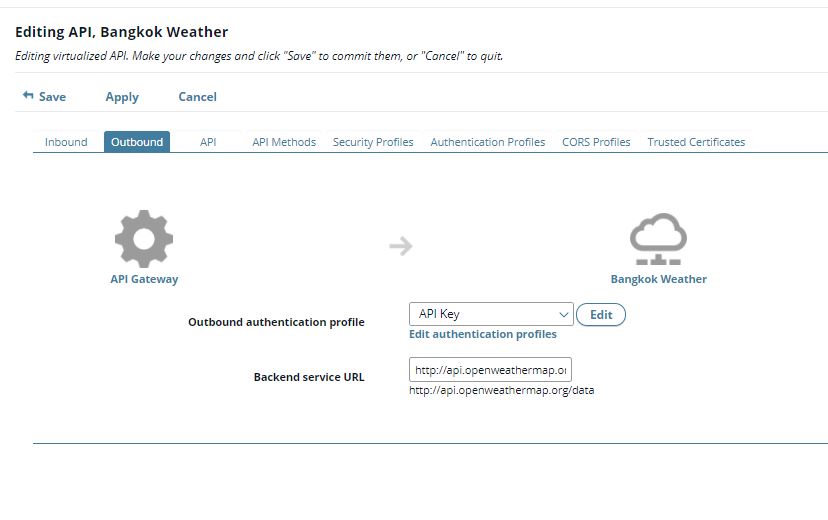 Editing API, Bangkok Weather
Editing virtualized API. Make your changes and click "Save" to commit them, or "Cancel" to quit.
Save Apply Cancel
Inbound Outbound API API Methods Security Profiles Authentication Profiles CORS Profiles Trusted Certificates
API Gateway Bangkok Weather
Outbound authentication profile API Key Edit
Edit authentication profiles
Backend service URL http://api.openweathermap.or
http://api.openweathermap.org/data